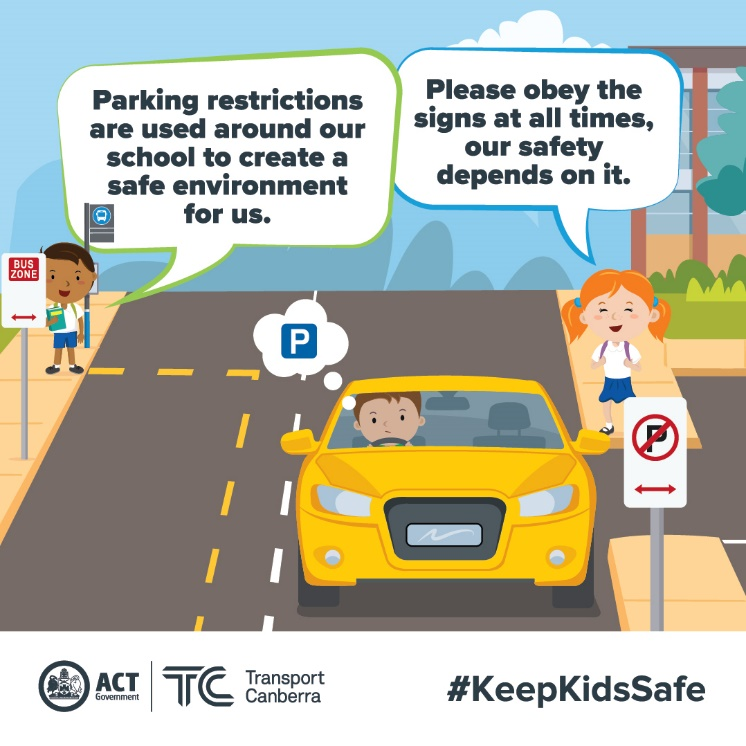 Parking restrictions
are used around our
school to create a
safe environment
for us.
Please obey the
signs at all times,
our safety
depends on it.
BUS
ZONE
P
P
ACT
Government
TC
Transport
Canberra
#KeepKidsSafe